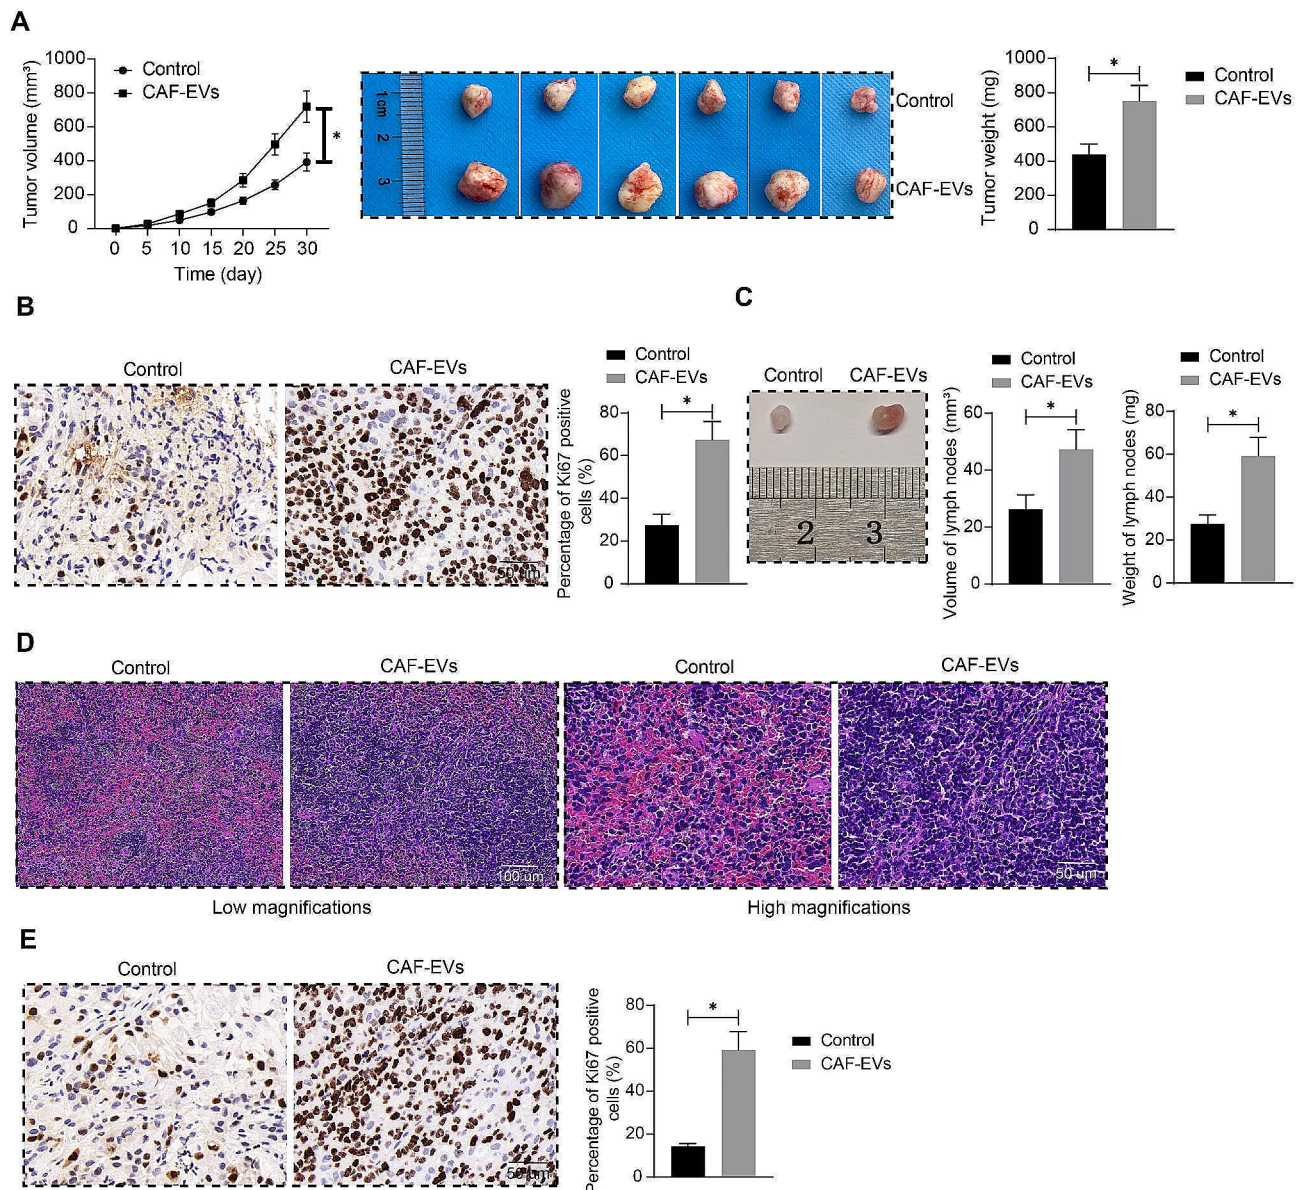 A
Tumor volume (mm³)
1000
800
600
400
200
0
0 5 10 15 20 25 30
Time (day)
Control
CAF-EVs
*
1 cm
2
3
Control
CAF-EVs
Tumor weight (mg)
1000
800
600
400
200
0
*
Control
CAF-EVs
B
Control
CAF-EVs
50 um
Control
CAF-EVs
Percentage of Ki67 positive
cells (%)
80
60
40
20
0
*
C
Control
CAF-EVs
2 3
Control
CAF-EVs
Volume of lymph nodes (mm³)
60
40
20
0
*
Control
CAF-EVs
Weight of lymph nodes (mg)
80
60
40
20
0
*
D
Control
CAF-EVs
Control
CAF-EVs
100 um
50 um
Low magnifications
High magnifications
E
Control
CAF-EVs
50 um
Percentage of Ki67 positive
cells (%)
80
60
40
20
0
*
Control
CAF-EVs